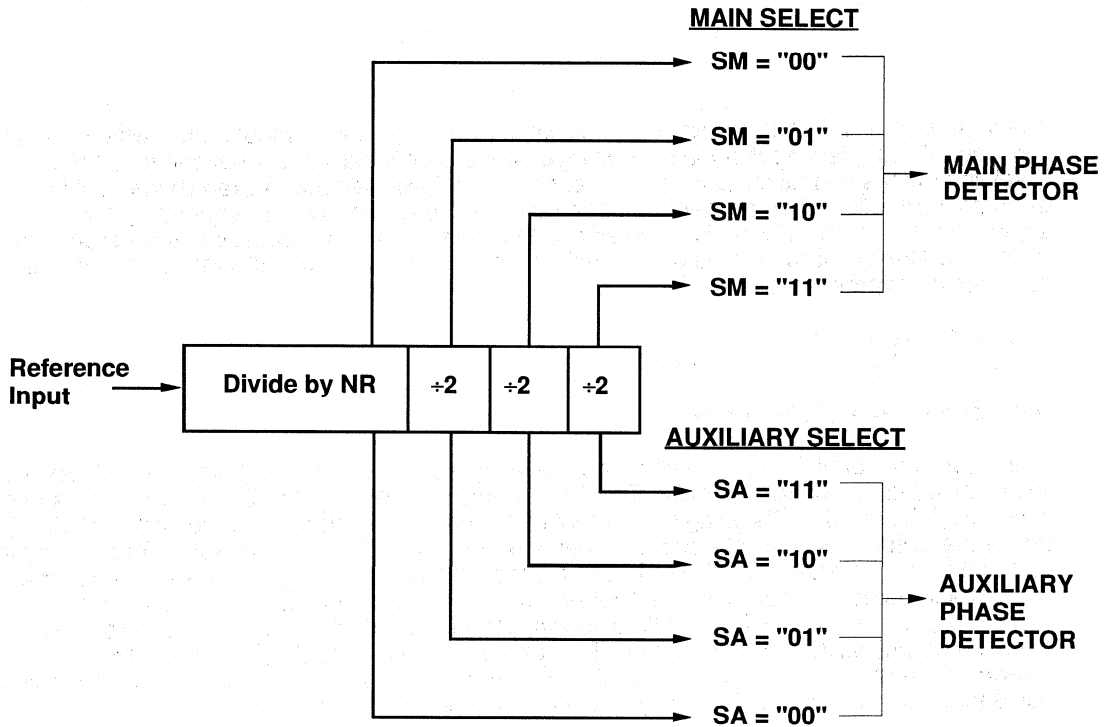 MAIN SELECT
SM = "00"
SM = "01"
MAIN PHASE
DETECTOR
SM = "10"
SM = "11"
Reference
Input
Divide by NR
÷2
÷2
÷2
AUXILIARY SELECT
SA = "11"
SA = "10"
AUXILIARY
PHASE
DETECTOR
SA = "01"
SA = "00"